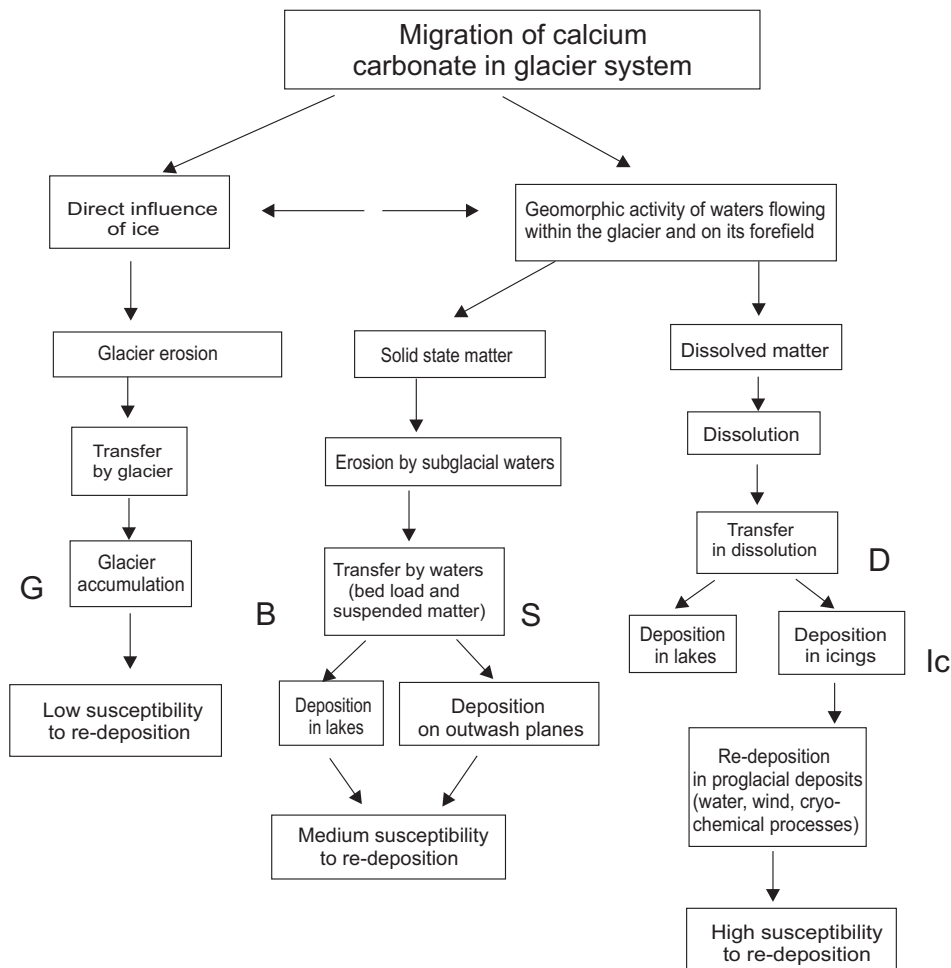 Migration of calcium
carbonate in glacier system
Direct influence
of ice
Geomorphic activity of waters flowing
within the glacier and on its forefield
Glacier erosion
Solid state matter
Dissolved matter
Transfer
by glacier
Erosion by subglacial waters
Dissolution
Glacier
accumulation
G
Transfer by waters
(bed load and
suspended matter)
B
S
Transfer
in dissolution
D
Deposition
in lakes
Deposition
in icings
Ic
Low susceptibility
to re-deposition
Deposition
in lakes
Deposition
on outwash planes
Re-deposition
in proglacial deposits
(water, wind, cryo-
chemical processes)
Medium susceptibility
to re-deposition
High susceptibility
to re-deposition